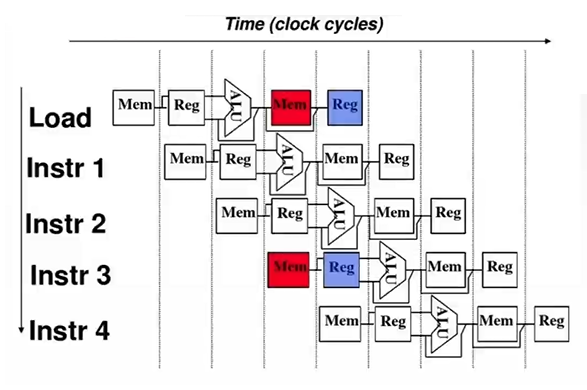 Time (clock cycles)
Load Mem Reg ALU Mem Reg
Instr 1 Mem Reg ALU Mem Reg
Instr 2 Mem Reg ALU Mem Reg
Instr 3 Mem Reg ALU Mem Reg
Instr 4 Mem Reg ALU Mem Reg